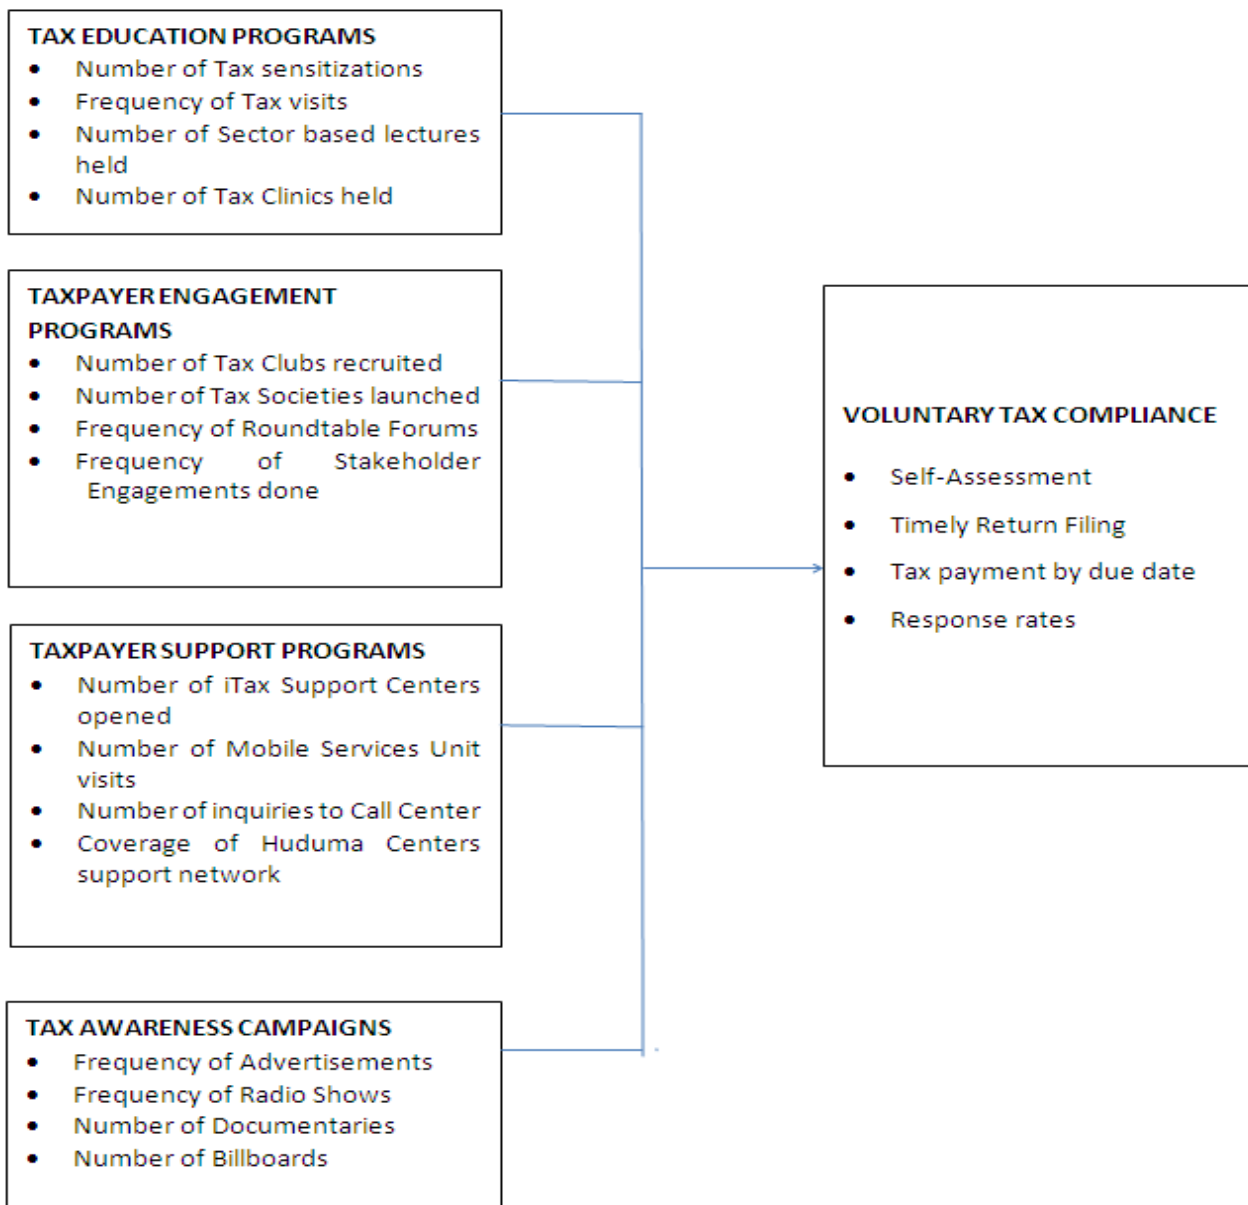 TAX EDUCATION PROGRAMS
• Number of Tax sensitizations
• Frequency of Tax visits
• Number of Sector based lectures
held
• Number of Tax Clinics held
TAXPAYER ENGAGEMENT
PROGRAMS
• Number of Tax Clubs recruited
• Number of Tax Societies launched
• Frequency of Roundtable Forums
• Frequency of Stakeholder
Engagements done
TAXPAYER SUPPORT PROGRAMS
• Number of iTax Support Centers
opened
• Number of Mobile Services Unit
visits
• Number of inquiries to Call Center
• Coverage of Huduma Centers
support network
TAX AWARENESS CAMPAIGNS
• Frequency of Advertisements
• Frequency of Radio Shows
• Number of Documentaries
• Number of Billboards
VOLUNTARY TAX COMPLIANCE
• Self-Assessment
• Timely Return Filing
• Tax payment by due date
• Response rates